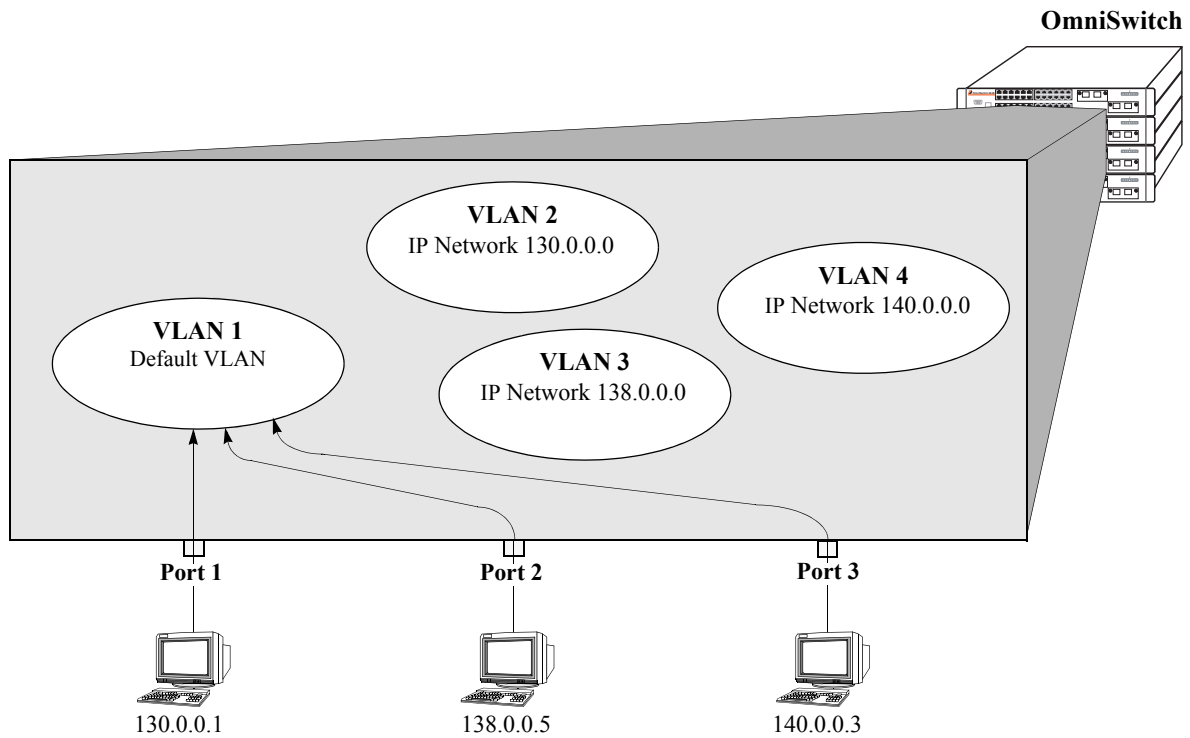 OmniSwitch
VLAN 2
IP Network 130.0.0.0
VLAN 4
IP Network 140.0.0.0
VLAN 1
Default VLAN
VLAN 3
IP Network 138.0.0.0
Port 1
Port 2
Port 3
130.0.0.1
138.0.0.5
140.0.0.3